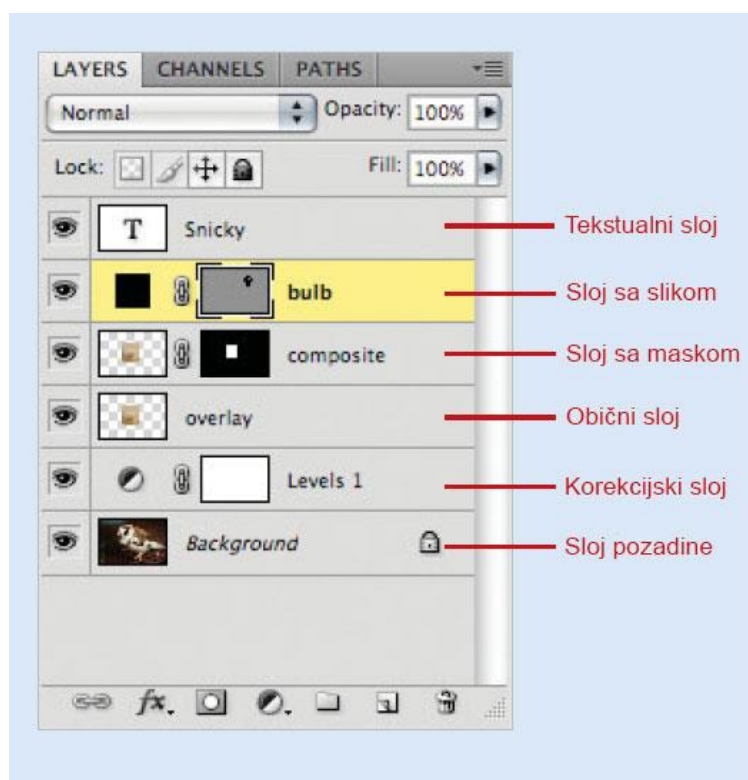 LAYERS CHANNELS PATHS
Normal Opacity: 100%
Lock: Fill: 100%
T Snicky Tekstualni sloj
bulb Sloj sa slikom
composite Sloj sa maskom
overlay Obični sloj
Levels 1 Korekcijski sloj
Background Sloj pozadine
fx.